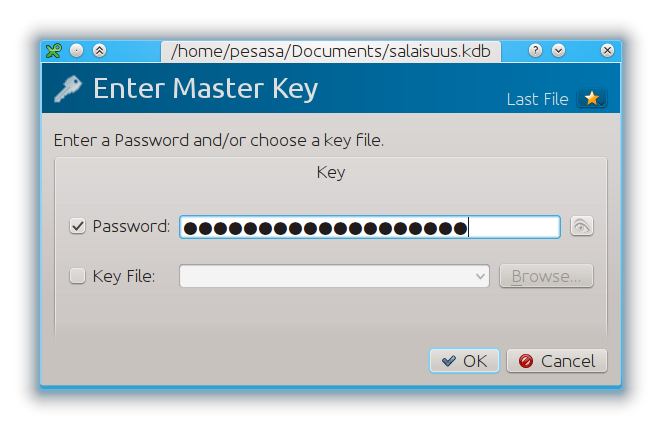 /home/pesasa/Documents/salaisuus.kdb
Enter Master Key
Last File
Enter a Password and/or choose a key file.
Key
Password: ●●●●●●●●●●●●●●●●●●●
Key File: Browse...
OK Cancel